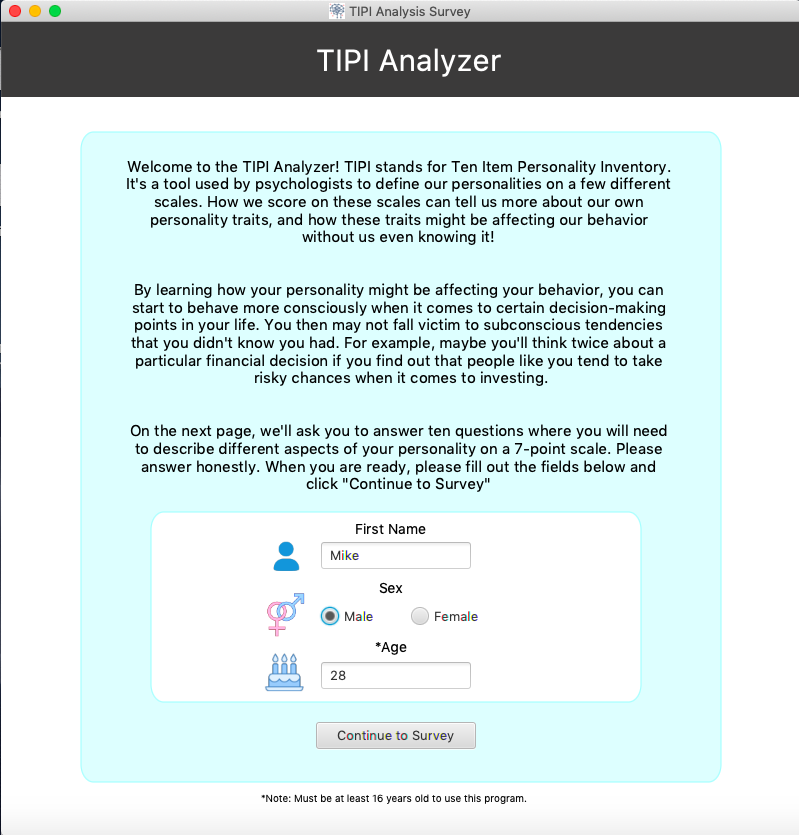 TIPI Analysis Survey
TIPI Analyzer
Welcome to the TIPI Analyzer! TIPI stands for Ten Item Personality Inventory.
It's a tool used by psychologists to define our personalities on a few different
scales. How we score on these scales can tell us more about our own
personality traits, and how these traits might be affecting our behavior
without us even knowing it!
By learning how your personality might be affecting your behavior, you can
start to behave more consciously when it comes to certain decision-making
points in your life. You then may not fall victim to subconscious tendencies
that you didn't know you had. For example, maybe you'll think twice about a
particular financial decision if you find out that people like you tend to take
risky chances when it comes to investing.
On the next page, we'll ask you to answer ten questions where you will need
to describe different aspects of your personality on a 7-point scale. Please
answer honestly. When you are ready, please fill out the fields below and
click "Continue to Survey"
First Name
Mike
Sex
Male Female
*Age
28
Continue to Survey
*Note: Must be at least 16 years old to use this program.